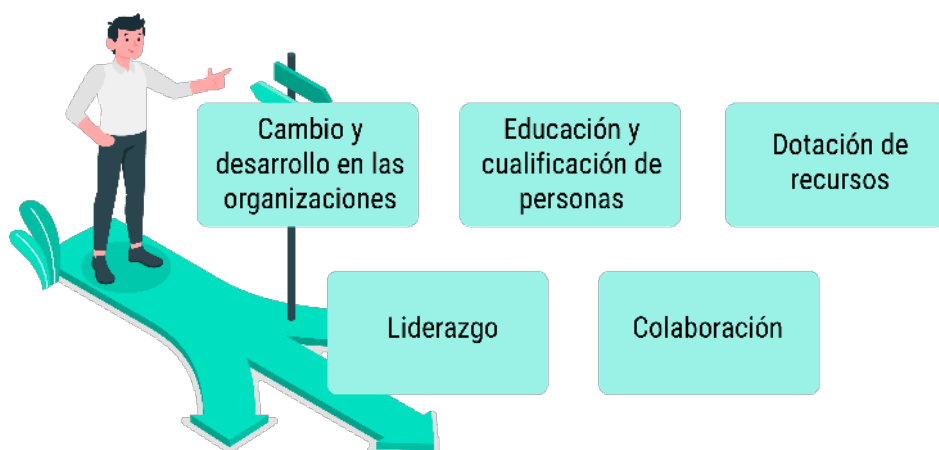 Cambio y
desarrollo en las
organizaciones
Educación y
cualificación de
personas
Dotación de
recursos
Liderazgo
Colaboración